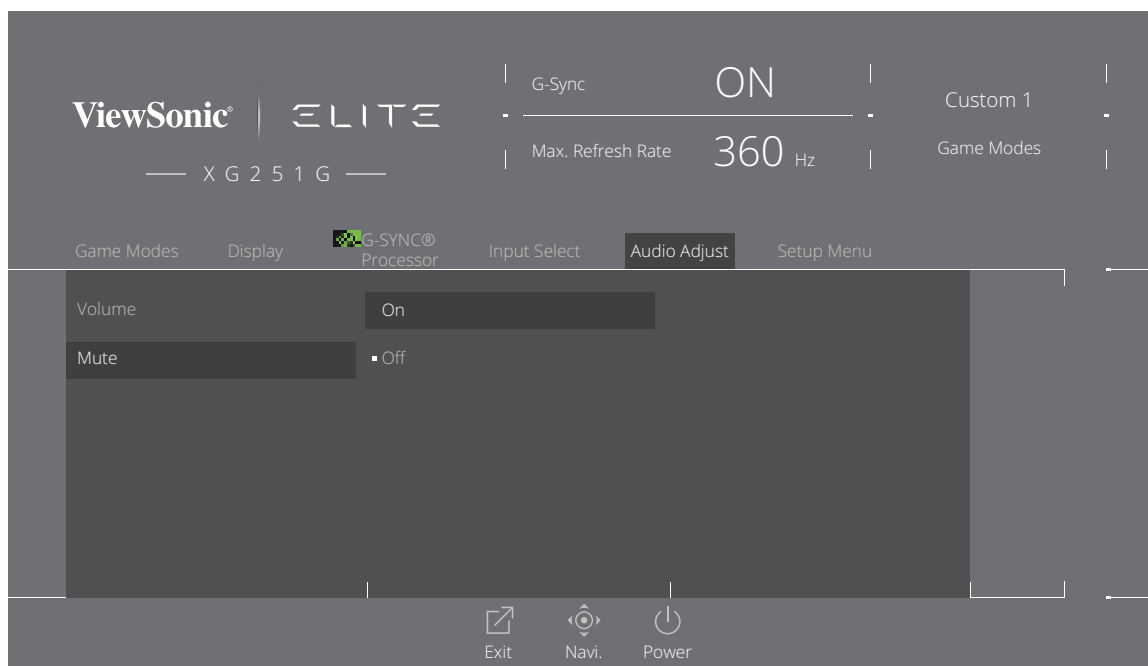 ViewSonic®
ELITE
XG251G
G-Sync
ON
Max. Refresh Rate
360 Hz
Custom 1
Game Modes
Game Modes
Display
G-SYNC®
Processor
Input Select
Audio Adjust
Setup Menu
Volume
On
Mute
Off
Exit
Navi.
Power